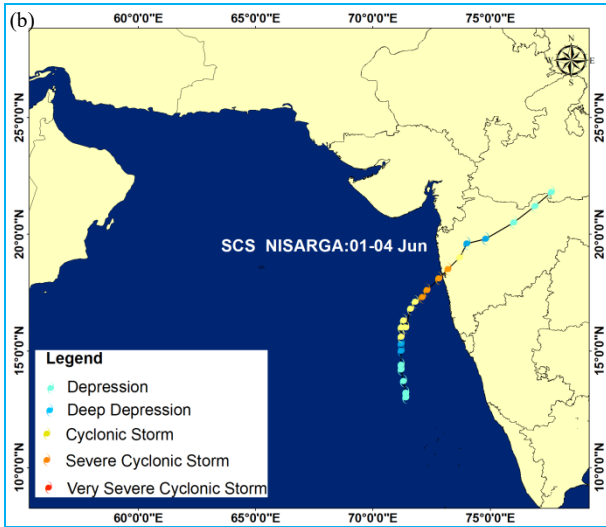 (b)
60°0'0"E 65°0'0"E 70°0'0"E 75°0'0"E
N
W E
S
25°0'0"N 25°0'0"N
20°0'0"N 20°0'0"N
SCS NISARGA:01-04 Jun
15°0'0"N 15°0'0"N
10°0'0"N 10°0'0"N
Legend
Depression
Deep Depression
Cyclonic Storm
Severe Cyclonic Storm
Very Severe Cyclonic Storm
60°0'0"E 65°0'0"E 70°0'0"E 75°0'0"E